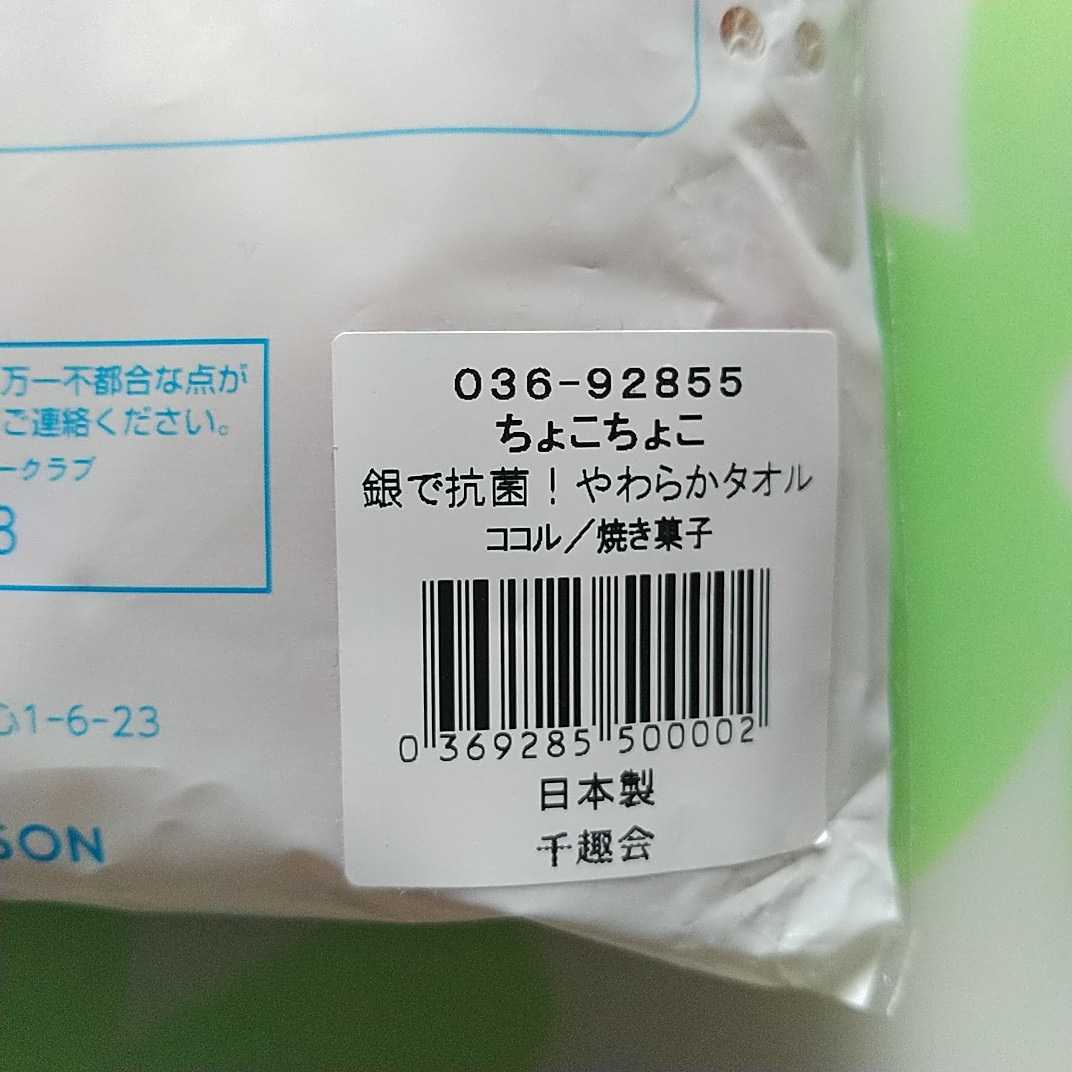 万一不都合な点が
ご連絡ください。
ークラブ
1-6-23
SON
036-92855
ちょこちょこ
銀で抗菌！やわらかタオル
ココル／焼き菓子
0 369285 500002
日本製
千趣会